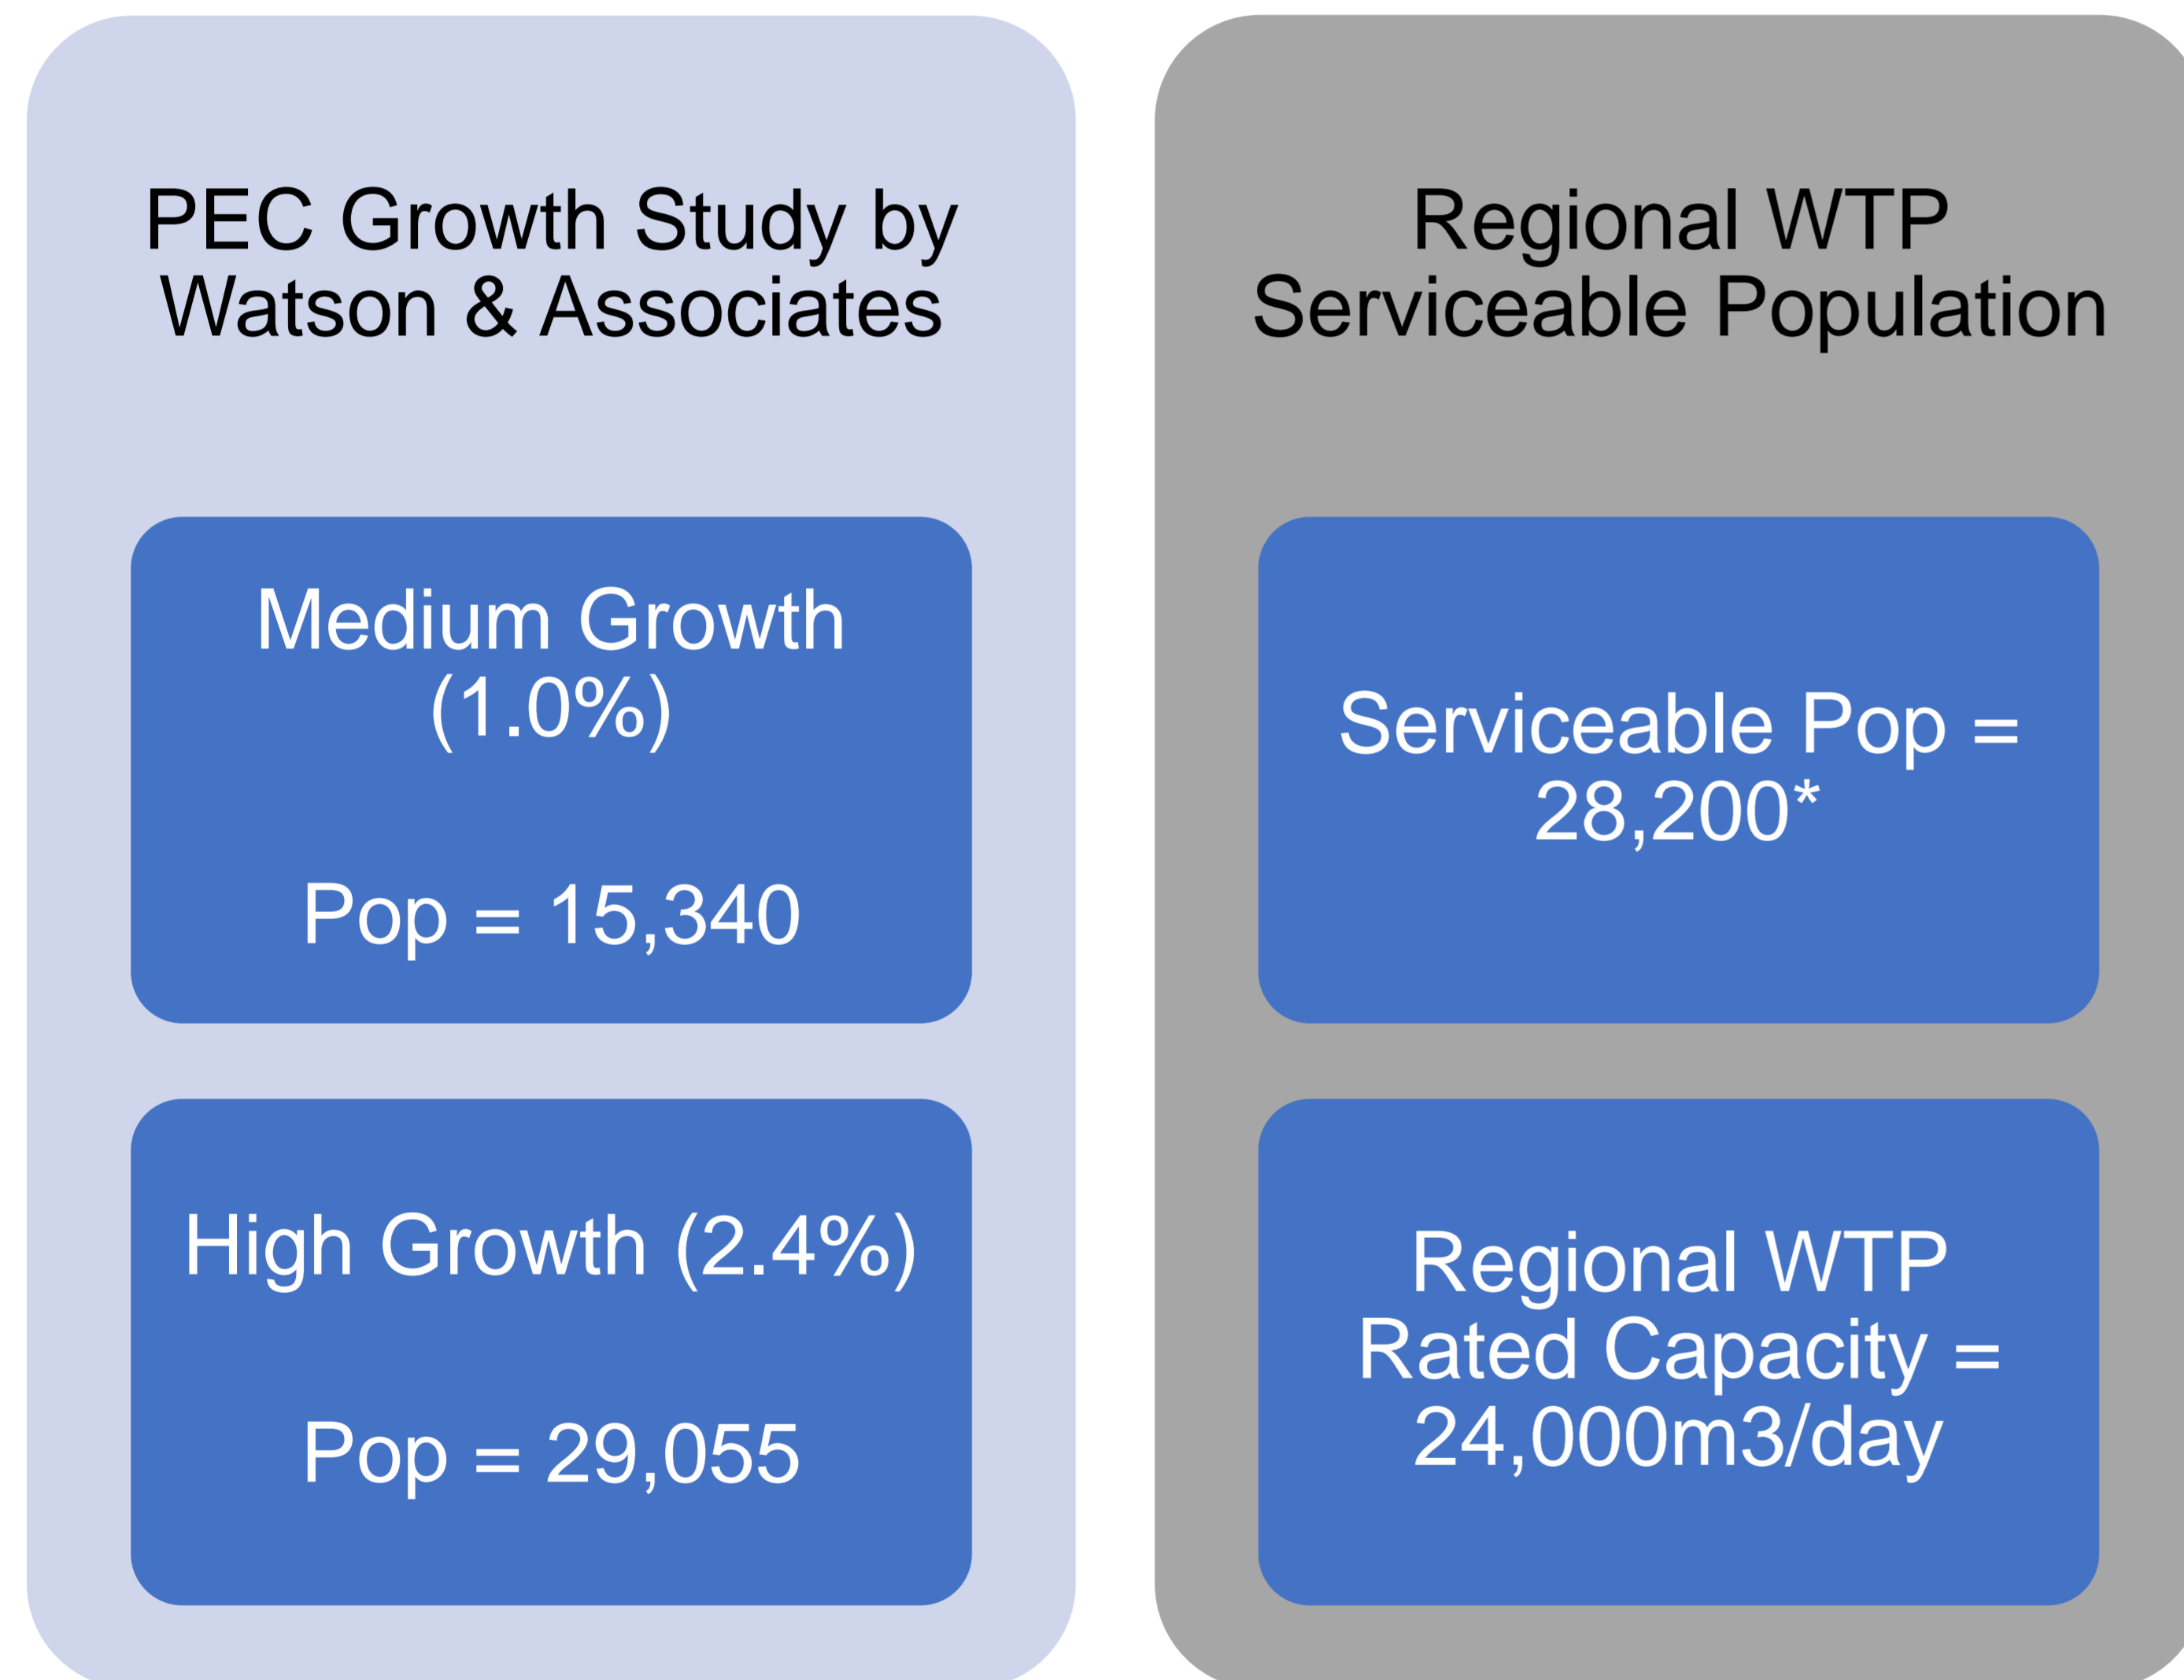 PEC Growth Study by
Watson & Associates
Medium Growth
(1.0%)
Pop = 15,340
High Growth (2.4%)
Pop = 29,055
Regional WTP
Serviceable Population
Serviceable Pop =
28,200*
Regional WTP
Rated Capacity =
24,000m3/day